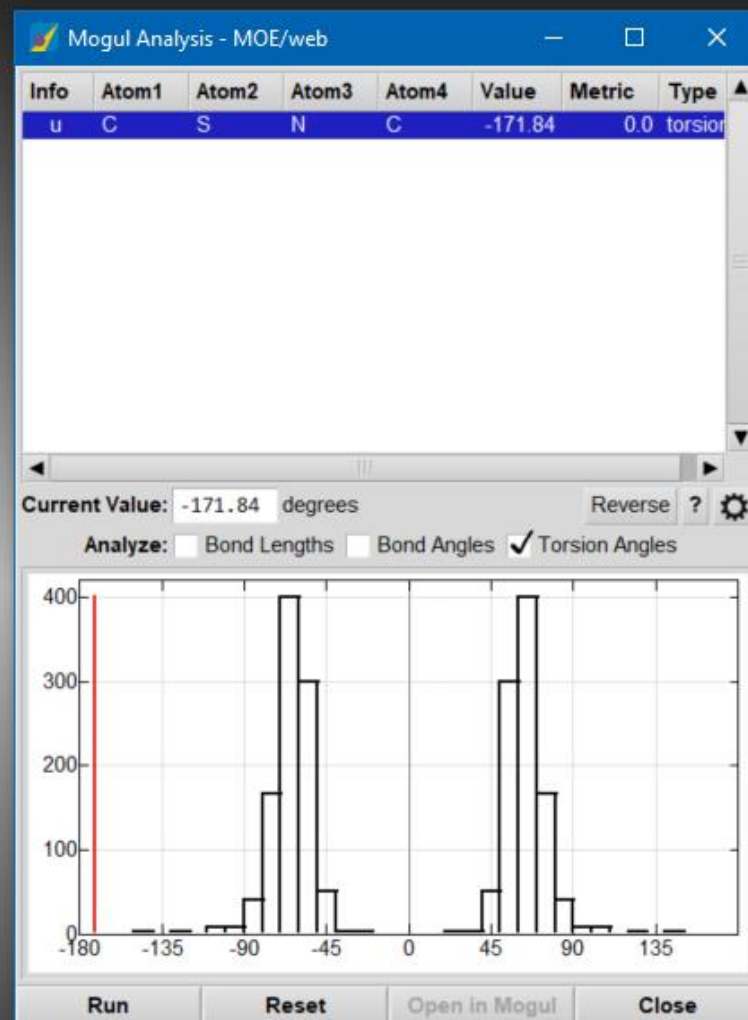 Mogul Analysis - MOE/web
Info Atom1 Atom2 Atom3 Atom4 Value Metric Type
u C S N C -171.84 0.0 torsion
Current Value: -171.84 degrees Reverse ?
Analyze: Bond Lengths Bond Angles Torsion Angles
400
300
200
100
0
-180 -135 -90 -45 0 45 90 135
Run Reset Open in Mogul Close